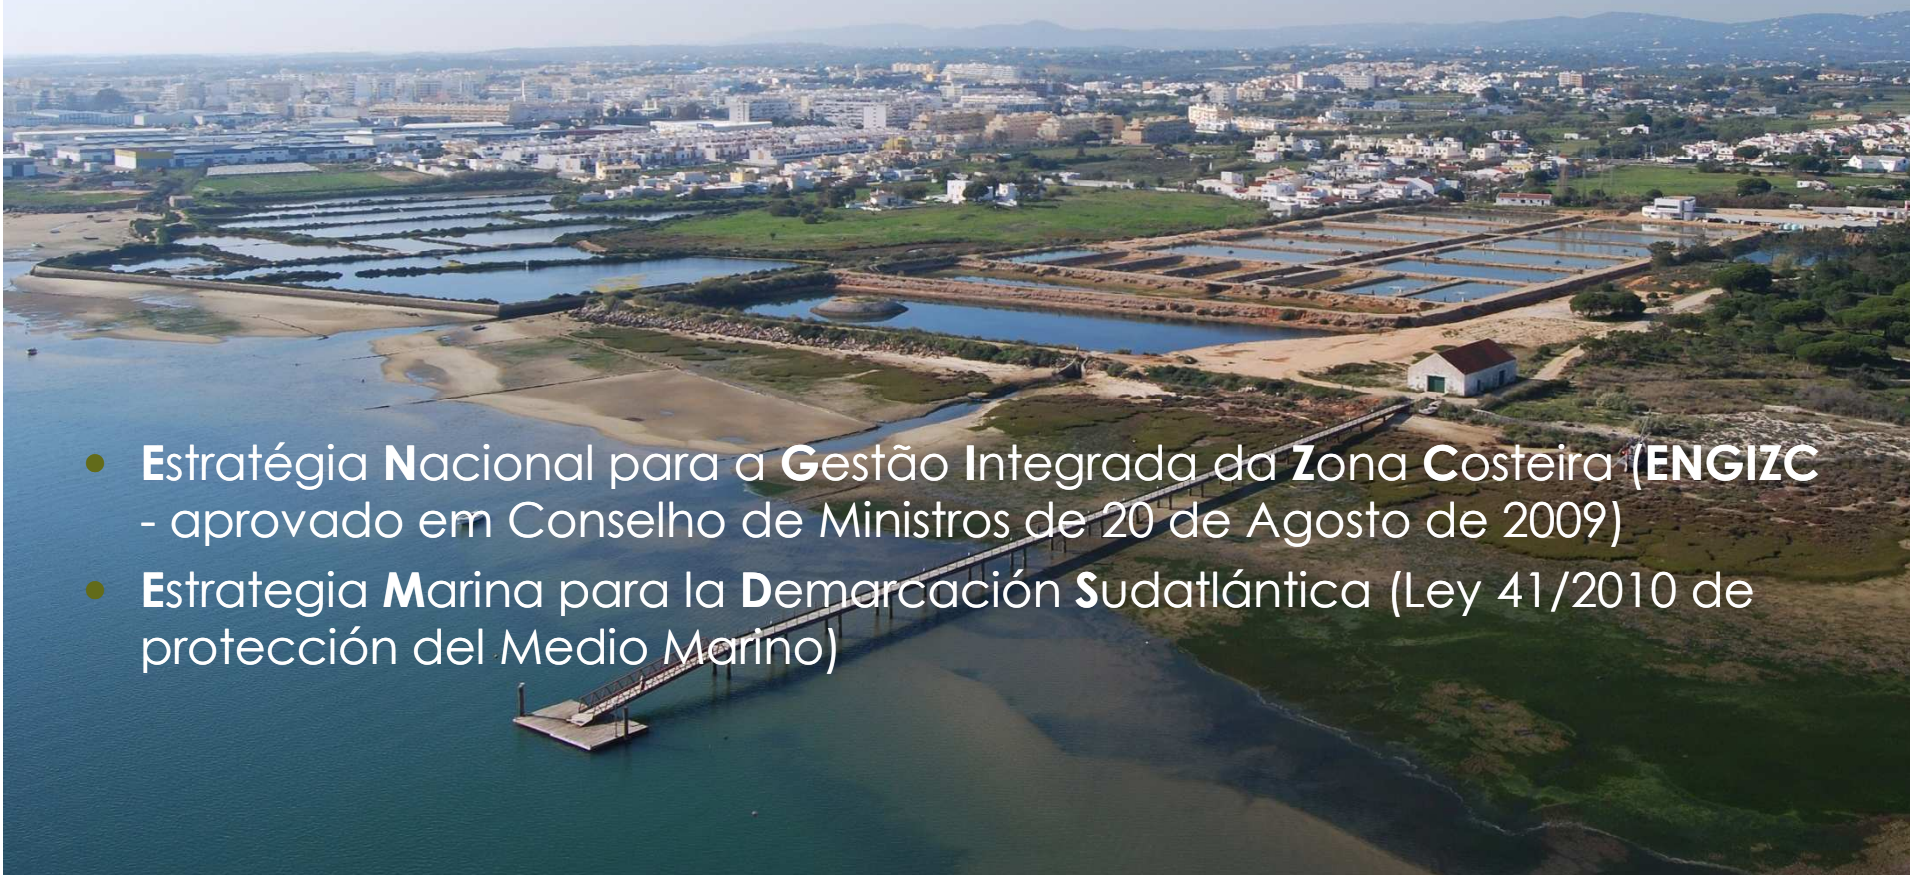 • Estratégia Nacional para a Gestão Integrada da Zona Costeira (ENGIZC
- aprovado em Conselho de Ministros de 20 de Agosto de 2009)
• Estrategia Marina para la Demarcación Sudatlántica (Ley 41/2010 de
protección del Medio Marino)